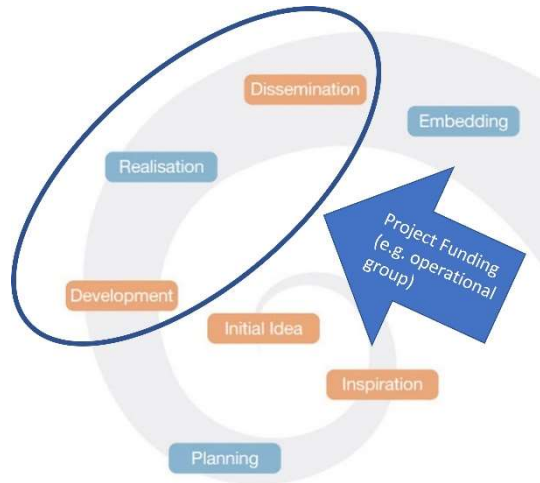 Dissemination
Embedding
Realisation
Project Funding
(e.g. operational
group)
Development
Initial Idea
Inspiration
Planning